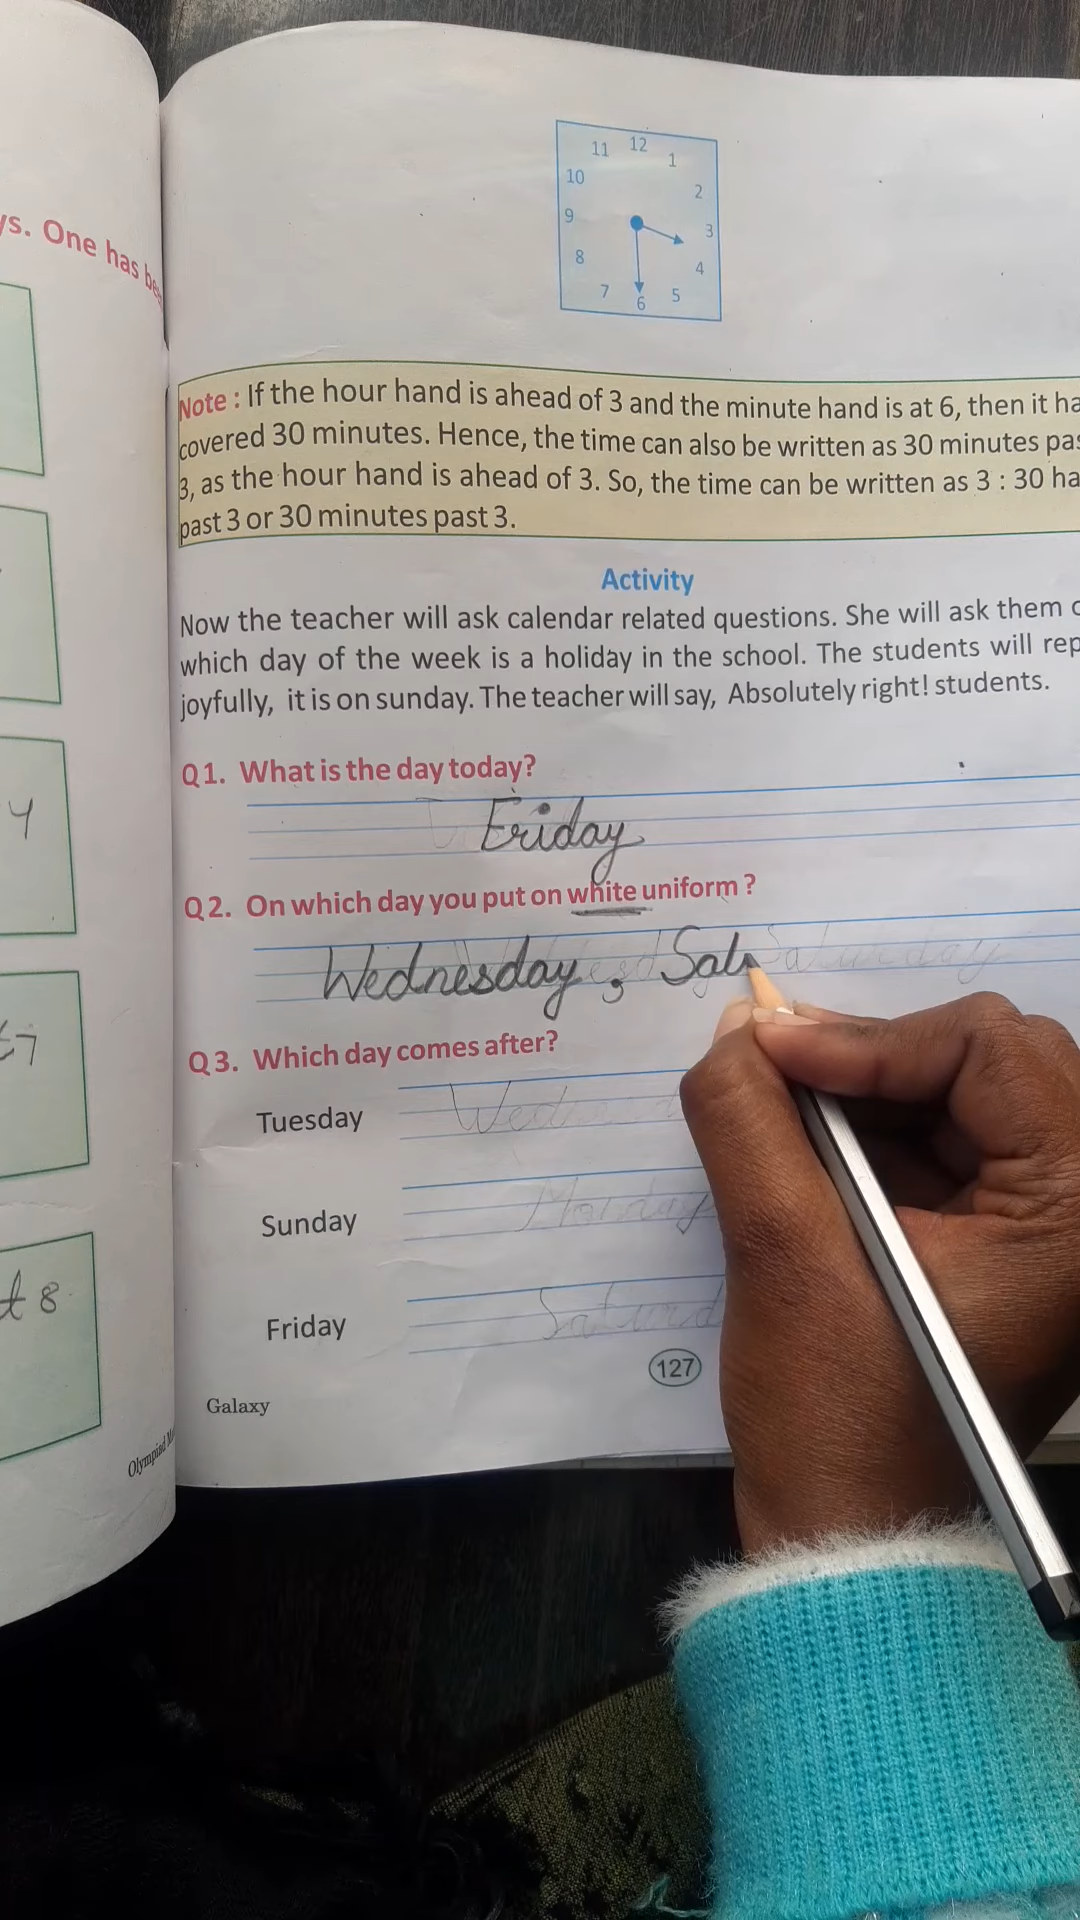 ys. One has be
11 12 1
10 2
9 3
8 4
7 6 5
Note : If the hour hand is ahead of 3 and the minute hand is at 6, then it ha
covered 30 minutes. Hence, the time can also be written as 30 minutes pas
3, as the hour hand is ahead of 3. So, the time can be written as 3 : 30 ha
past 3 or 30 minutes past 3.
Activity
Now the teacher will ask calendar related questions. She will ask them o
which day of the week is a holiday in the school. The students will rep
joyfully, it is on sunday. The teacher will say, Absolutely right! students.
Q1. What is the day today?
Friday
Q2. On which day you put on white uniform ?
Wednesday, Sat
Q3. Which day comes after?
Tuesday Wedn
Sunday Monday
Friday Saturd
127
Galaxy
Olympiad M
4
7
t 8